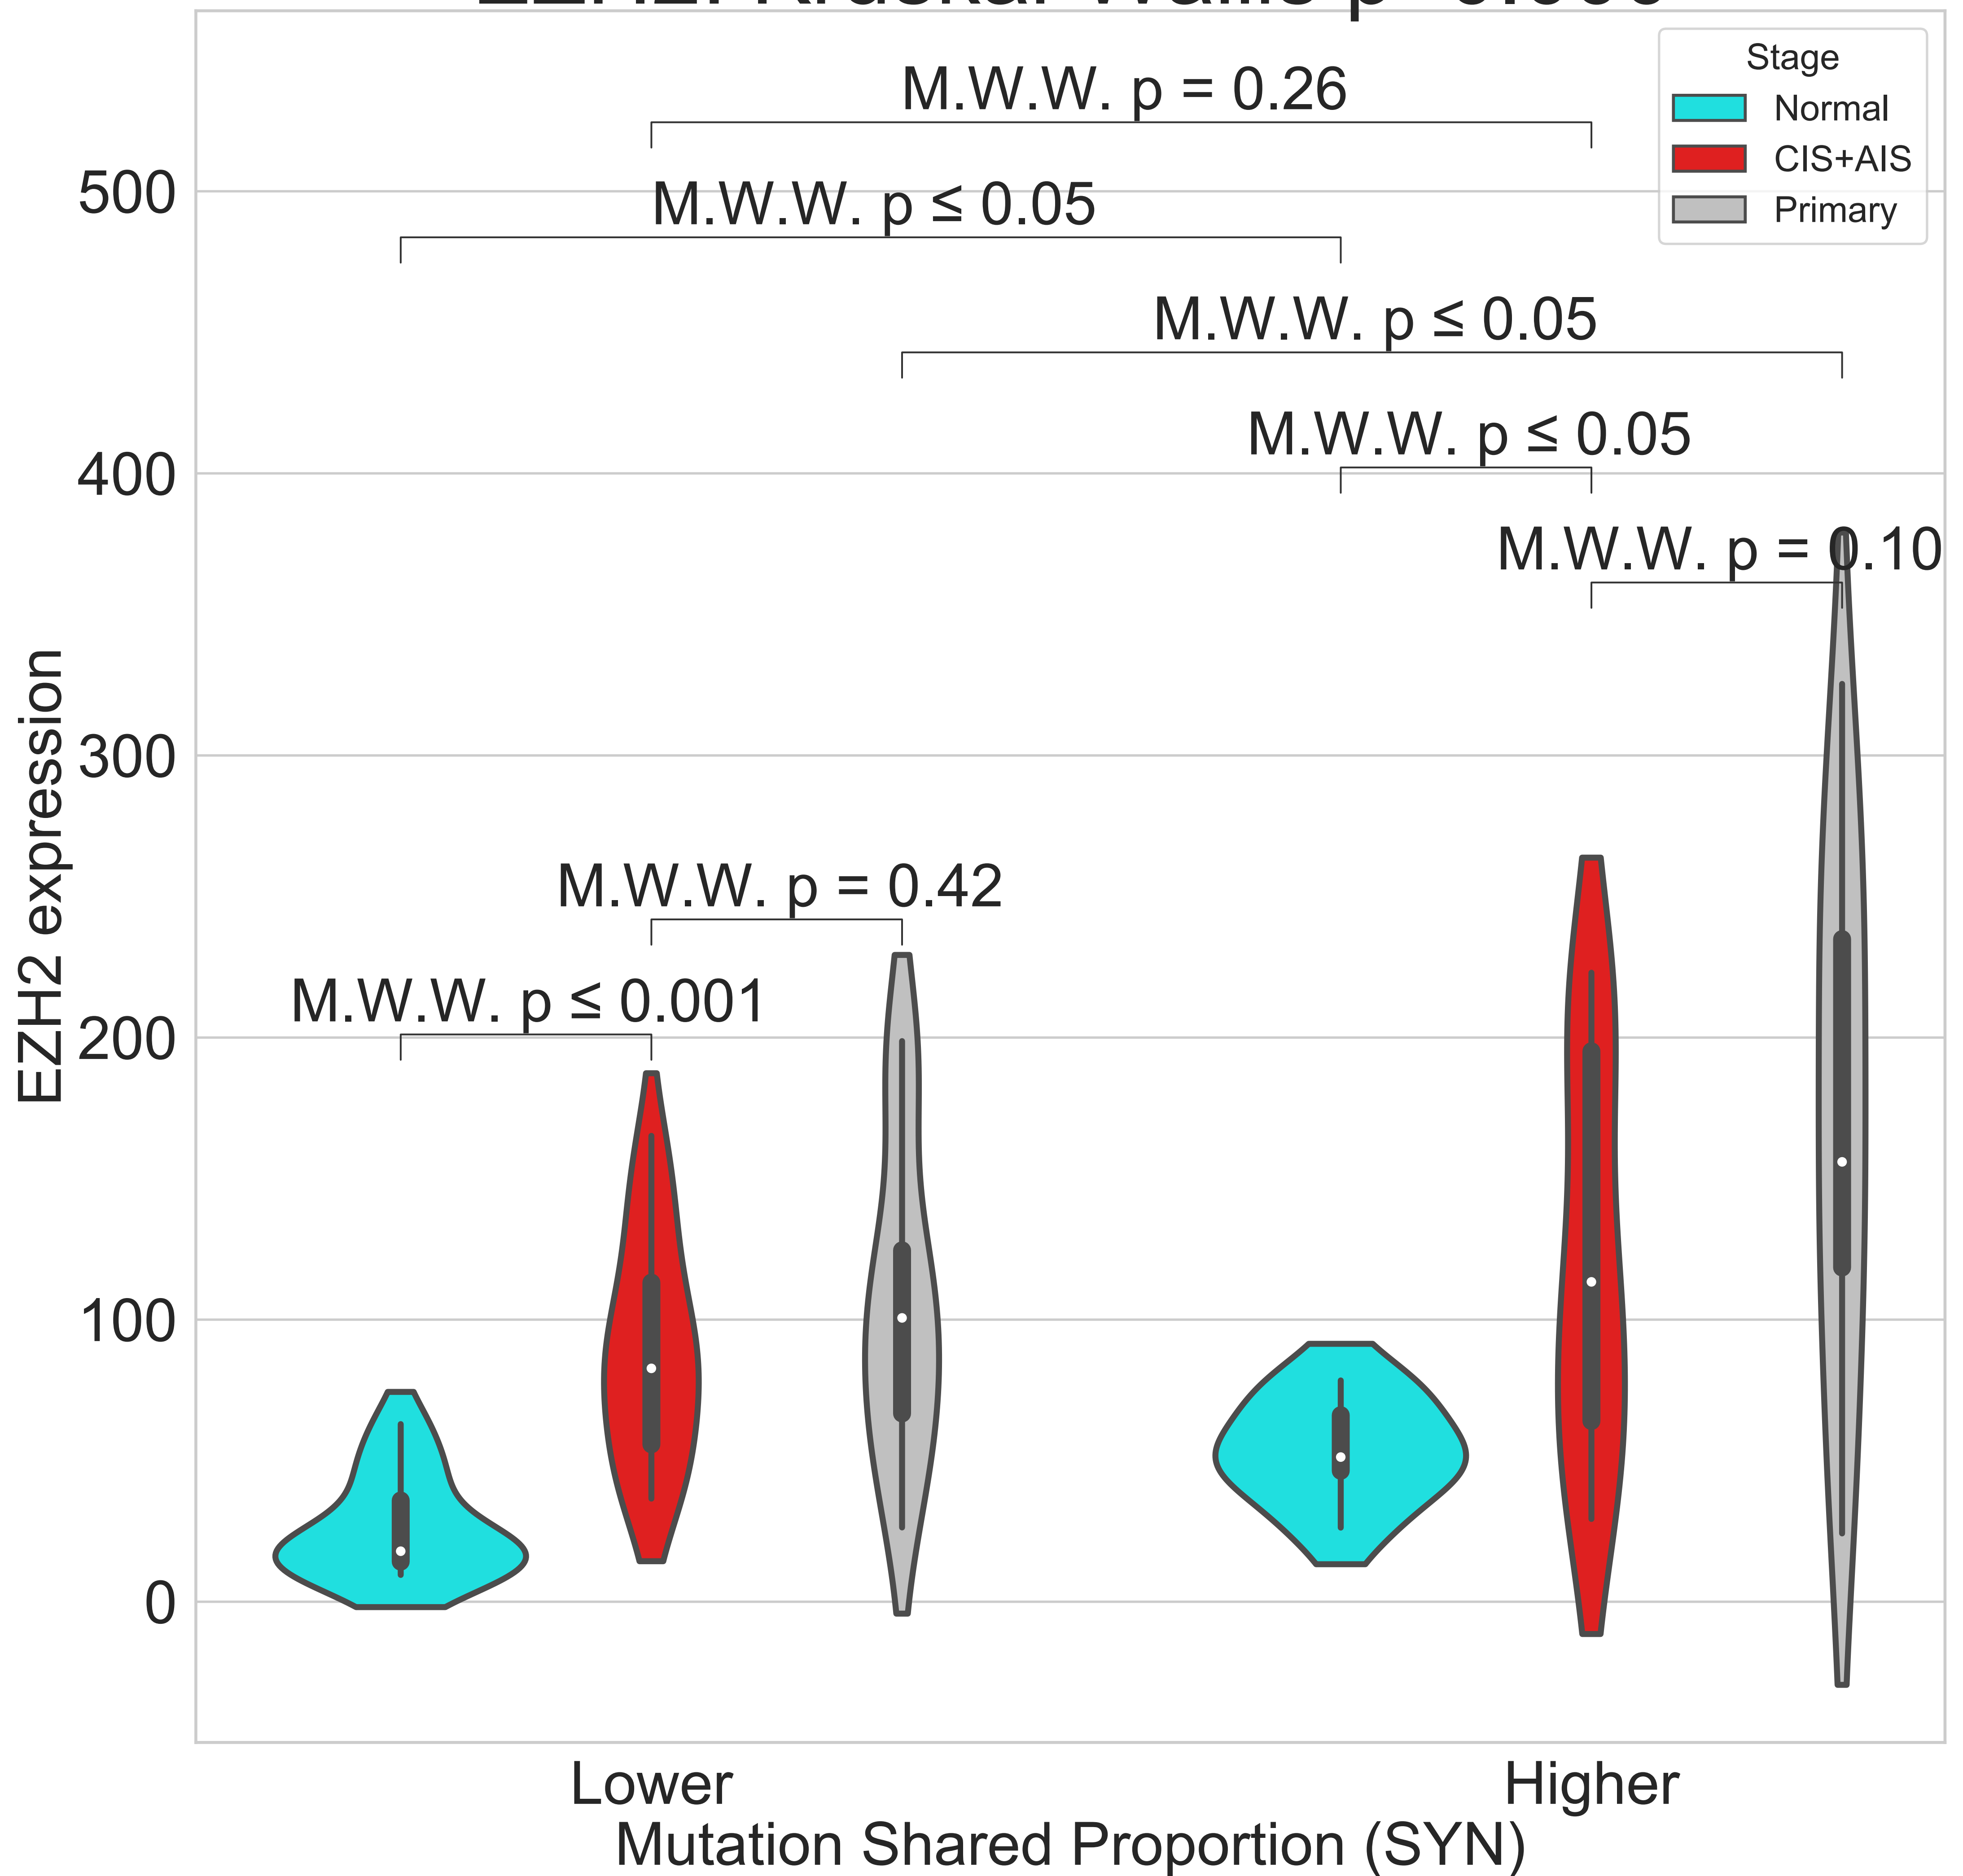 M.W.W. p = 0.26
Stage
Normal
CIS+AIS
Primary
500
M.W.W. p ≤ 0.05
M.W.W. p ≤ 0.05
M.W.W. p ≤ 0.05
400
M.W.W. p = 0.10
300
EZH2 expression
M.W.W. p = 0.42
M.W.W. p ≤ 0.001
200
100
0
Lower
Higher
Mutation Shared Proportion (SYN)